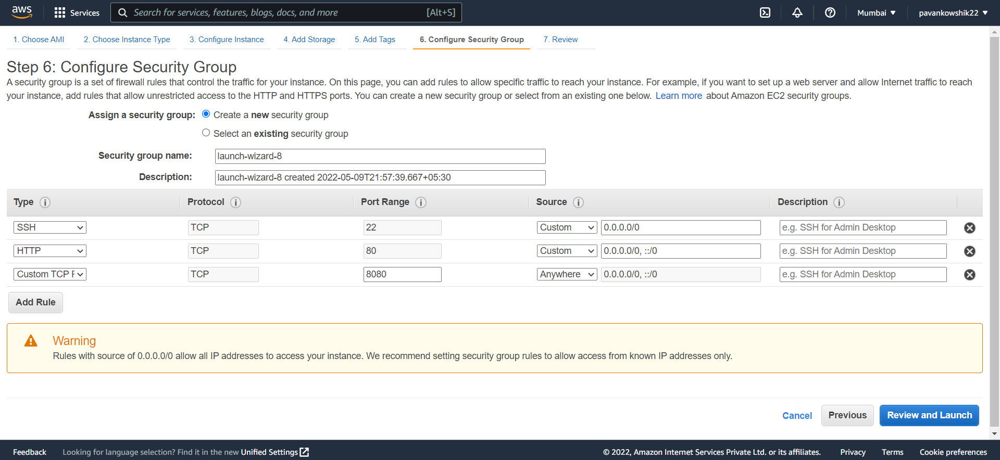 aws
Services
Search for services, features, blogs, docs, and more [Alt+S]
Mumbai
pavankowshik22
1. Choose AMI
2. Choose Instance Type
3. Configure Instance
4. Add Storage
5. Add Tags
6. Configure Security Group
7. Review
Step 6: Configure Security Group
A security group is a set of firewall rules that control the traffic for your instance. On this page, you can add rules to allow specific traffic to reach your instance. For example, if you want to set up a web server and allow Internet traffic to reach
your instance, add rules that allow unrestricted access to the HTTP and HTTPS ports. You can create a new security group or select from an existing one below. Learn more about Amazon EC2 security groups.
Assign a security group: Create a new security group
Select an existing security group
Security group name: launch-wizard-8
Description: launch-wizard-8 created 2022-05-09T21:57:39.667+05:30
Type Protocol Port Range Source Description
SSH TCP 22 Custom 0.0.0.0/0 e.g. SSH for Admin Desktop
HTTP TCP 80 Custom 0.0.0.0/0, ::/0 e.g. SSH for Admin Desktop
Custom TCP F TCP 8080 Anywhere 0.0.0.0/0, ::/0 e.g. SSH for Admin Desktop
Add Rule
Warning
Rules with source of 0.0.0.0/0 allow all IP addresses to access your instance. We recommend setting security group rules to allow access from known IP addresses only.
Cancel Previous Review and Launch
Feedback Looking for language selection? Find it in the new Unified Settings © 2022, Amazon Internet Services Private Ltd. or its affiliates. Privacy Terms Cookie preferences